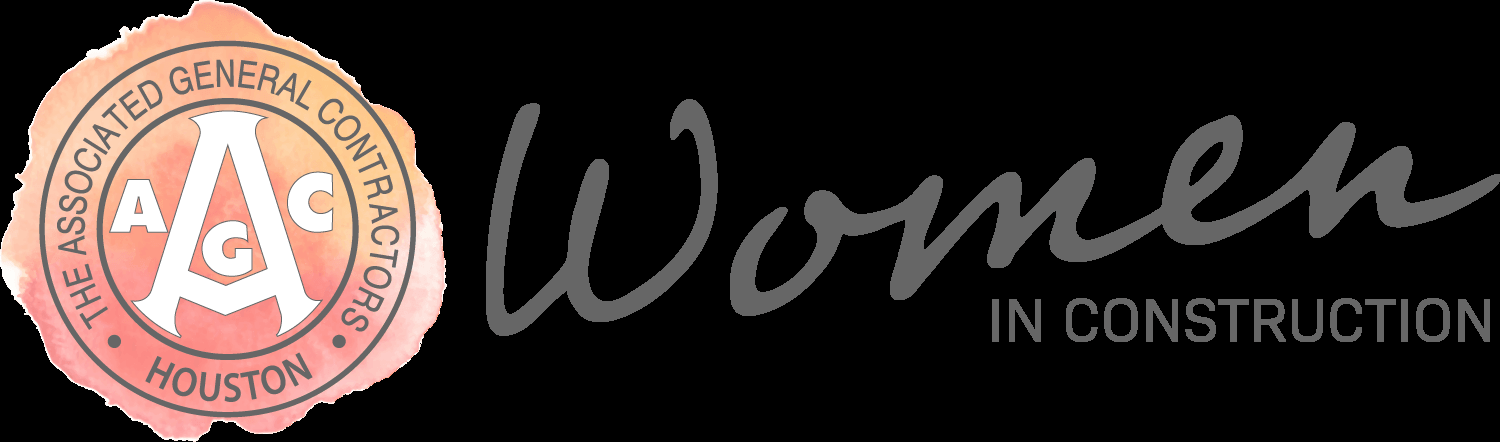 THE ASSOCIATED GENERAL CONTRACTORS
A G C
• HOUSTON •
Women
IN CONSTRUCTION